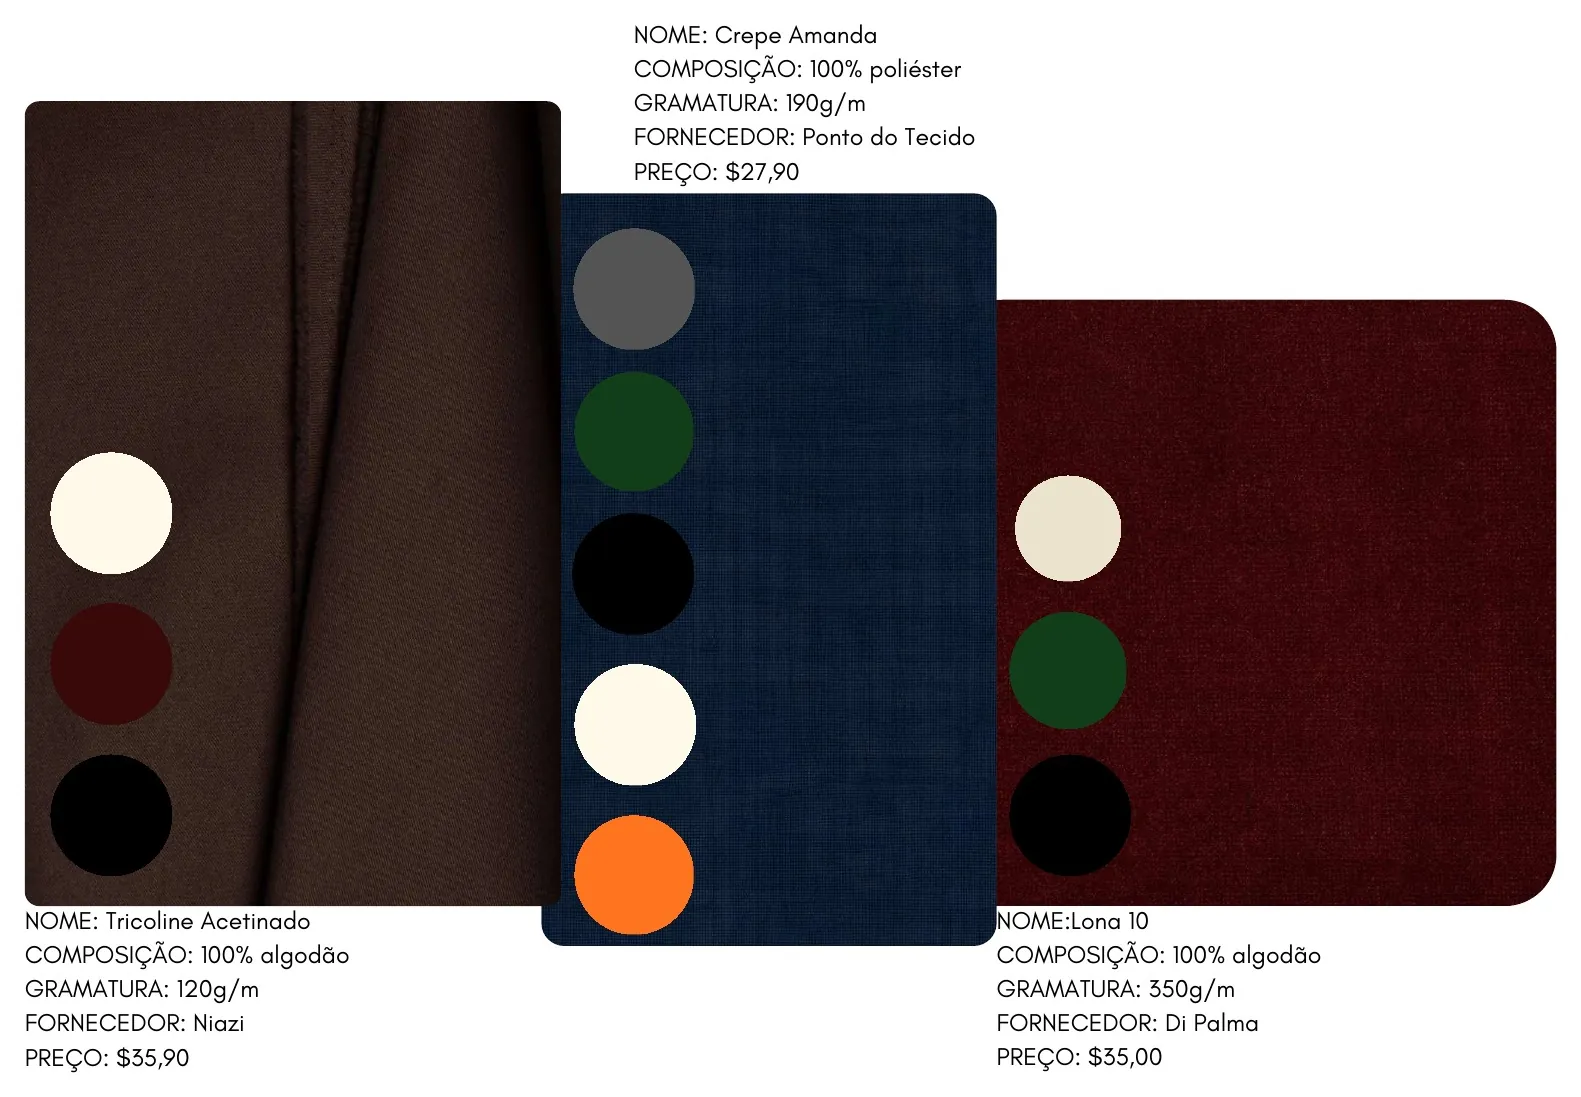 NOME: Crepe Amanda
COMPOSIÇÃO: 100% poliéster
GRAMATURA: 190g/m
FORNECEDOR: Ponto do Tecido
PREÇO: $27,90
NOME: Tricoline Acetinado
COMPOSIÇÃO: 100% algodão
GRAMATURA: 120g/m
FORNECEDOR: Niazi
PREÇO: $35,90
NOME:Lona 10
COMPOSIÇÃO: 100% algodão
GRAMATURA: 350g/m
FORNECEDOR: Di Palma
PREÇO: $35,00